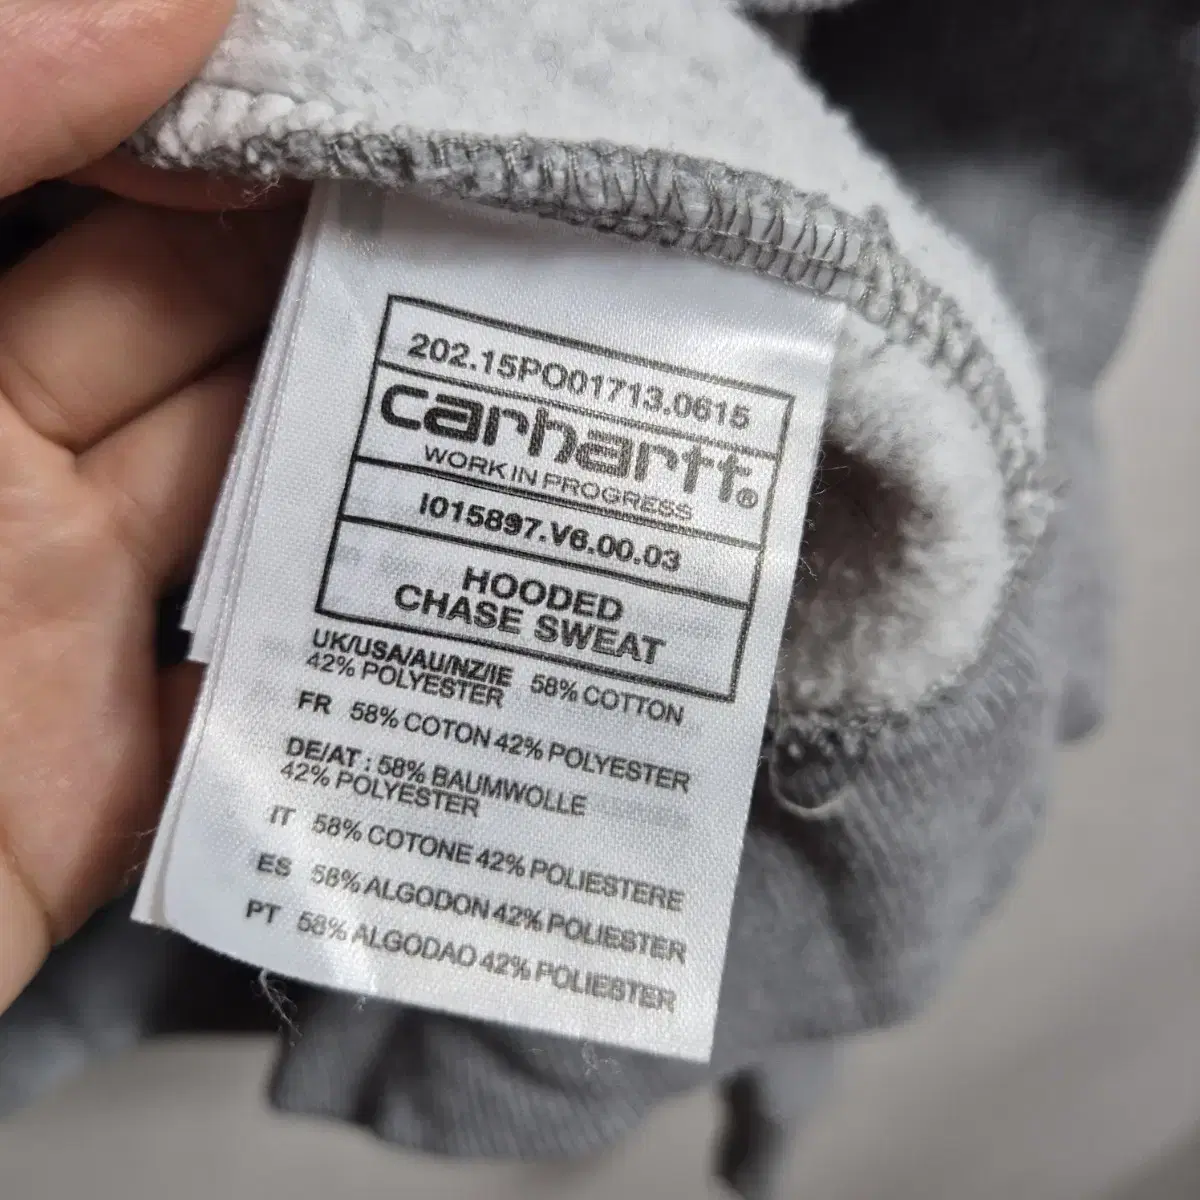 202.15PO01713.0615
carhartt®
WORK IN PROGRESS
I015897.V6.00.03
HOODED
CHASE SWEAT
UK/USA/AU/NZ/IE 58% COTTON
42% POLYESTER
FR 58% COTON 42% POLYESTER
DE/AT : 58% BAUMWOLLE
42% POLYESTER
IT 58% COTONE 42% POLIESTERE
ES 58% ALGODON 42% POLIESTER
PT 58% ALGODAO 42% POLIESTER